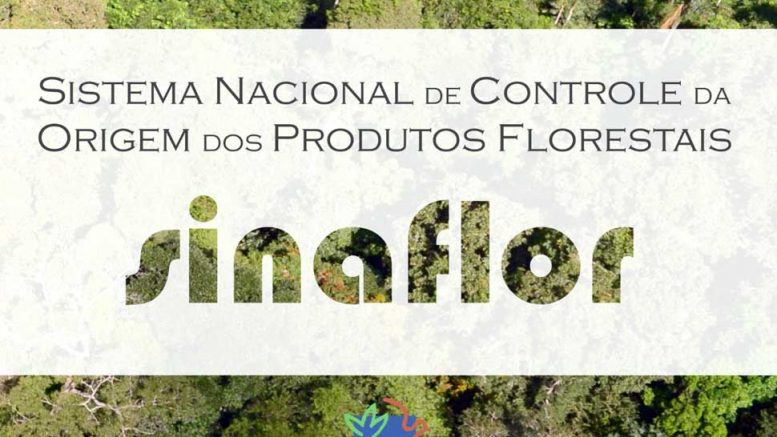 Sistema Nacional de Controle da
Origem dos Produtos Florestais
sinaflor